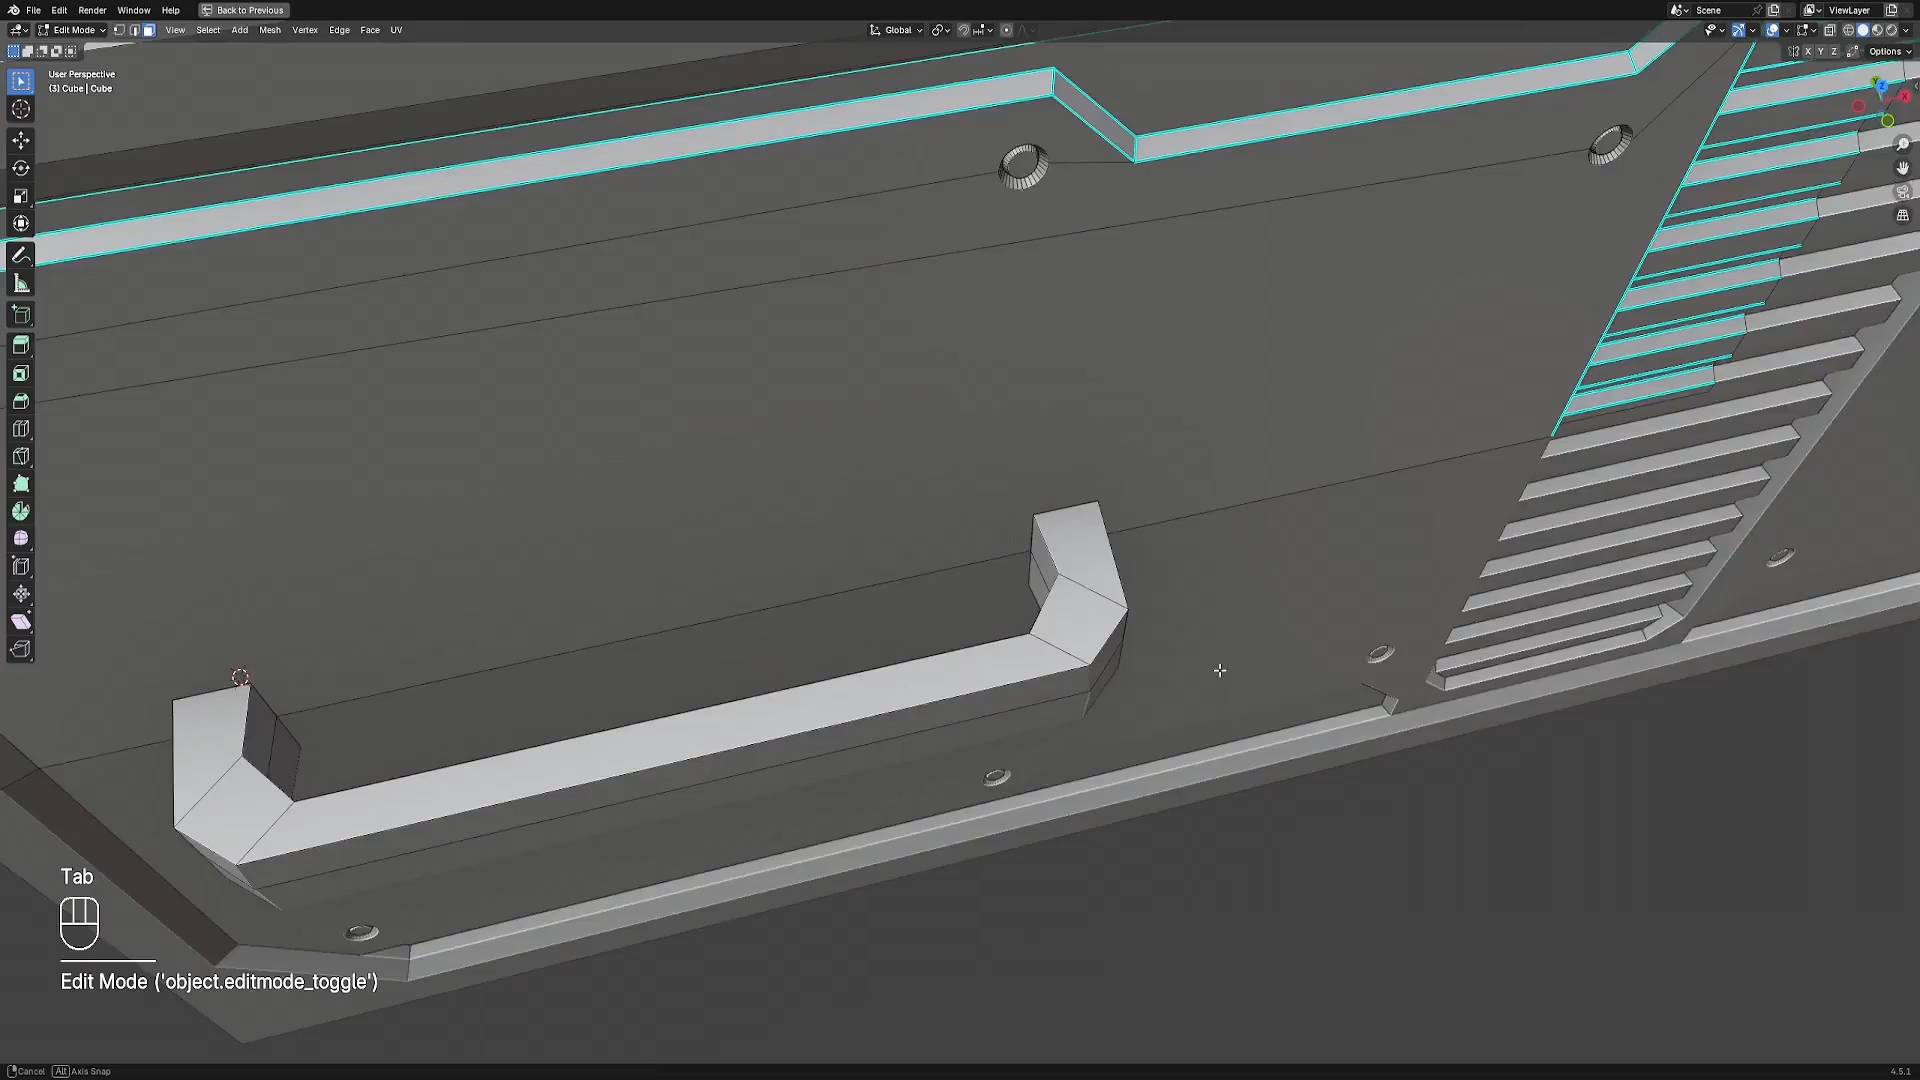 File Edit Render Window Help Back to Previous Scene ViewLayer
Edit Mode View Select Add Mesh Vertex Edge Face UV Global
X Y Z Options
User Perspective
(3) Cube | Cube
Z
Y
X
Tab
Edit Mode ('object.editmode_toggle')
Cancel Alt Axis Snap 4.5.1